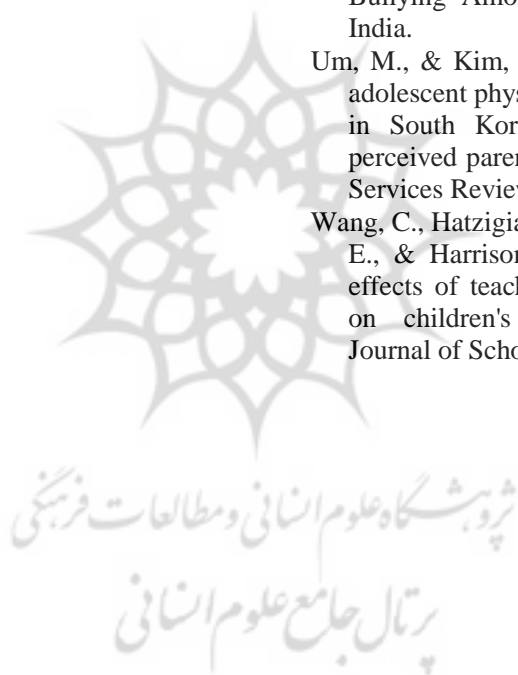 Bullying Amo
India.
Um, M., & Kim,
adolescent phys
in South Kor
perceived paren
Services Review
Wang, C., Hatzigia
E., & Harrison
effects of teach
on children's
Journal of Scho
پژوهشگاه علوم انسانی و مطالعات فرهنگی
پرتال جامع علوم انسانی